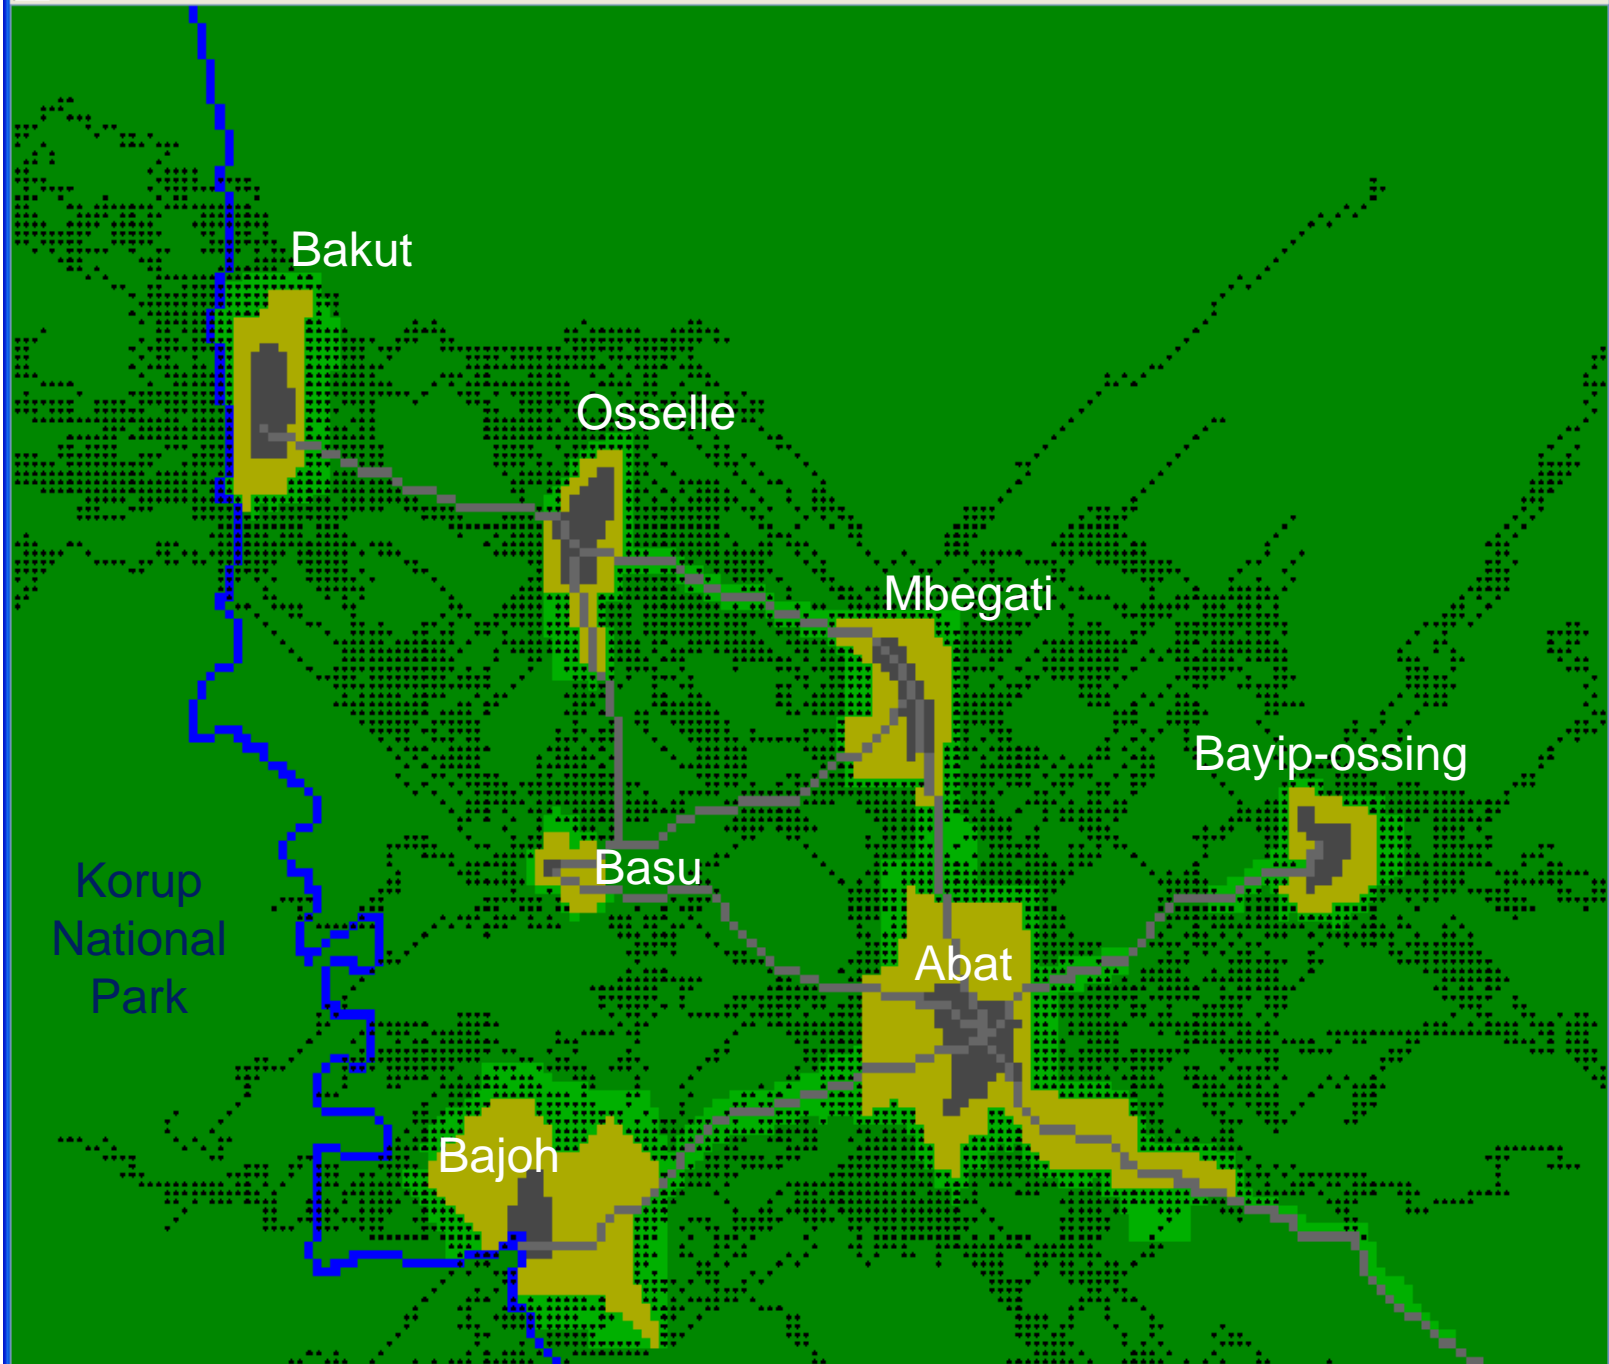 Bakut
Osselle
Mbegati
Bayip-ossing
Basu
Korup
National
Park
Abat
Bajoh